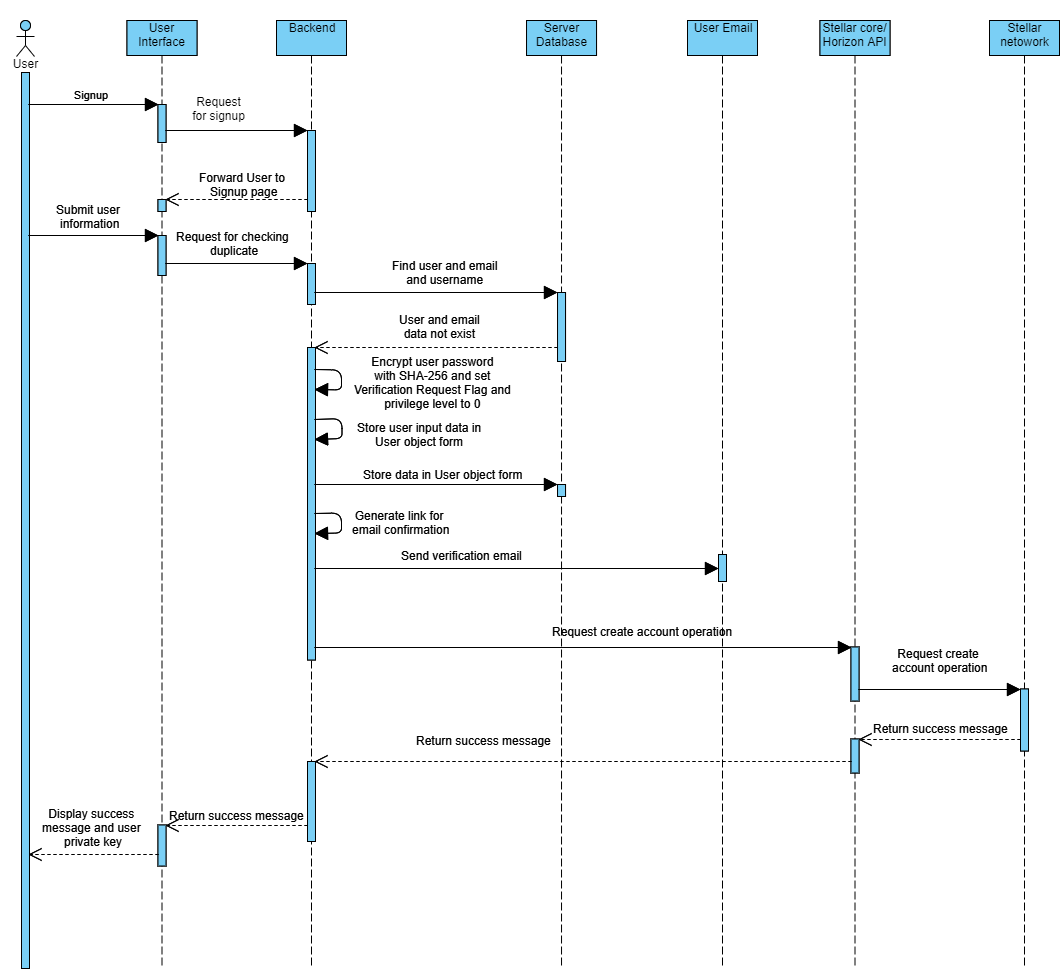 User
User
Interface
Backend
Server
Database
User Email
Stellar core/
Horizon API
Stellar
netowork
Signup
Request
for signup
Forward User to
Signup page
Submit user
information
Request for checking
duplicate
Find user and email
and username
User and email
data not exist
Encrypt user password
with SHA-256 and set
Verification Request Flag and
privilege level to 0
Store user input data in
User object form
Store data in User object form
Generate link for
email confirmation
Send verification email
Request create account operation
Request create
account operation
Return success message
Return success message
Return success message
Display success
message and user
private key